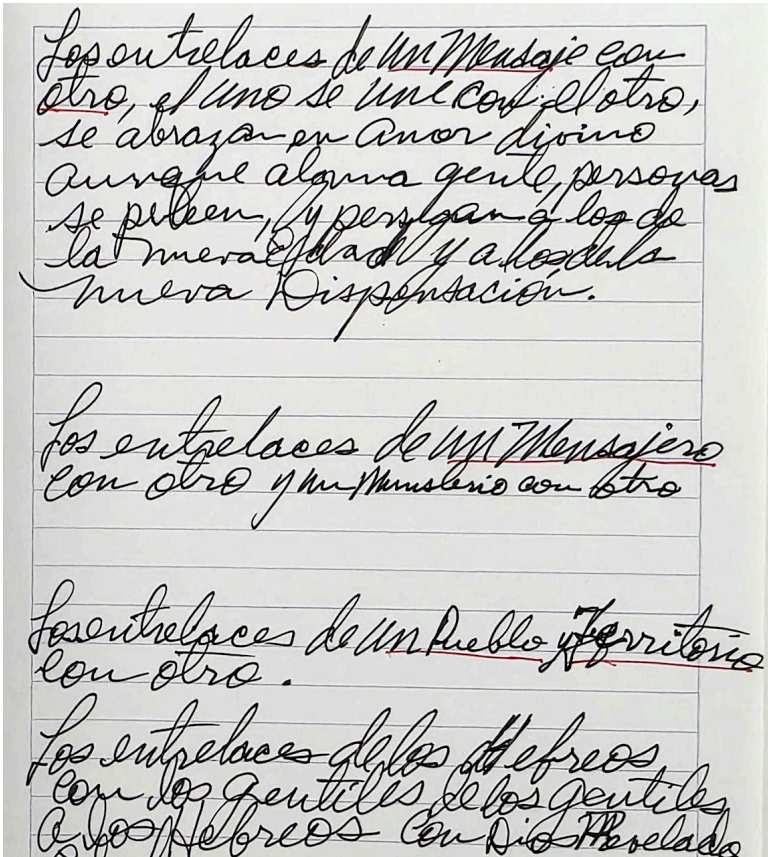 Los entrelaces de un Mensaje con
otro, el uno se une con el otro,
se abrazan en amor divino
aunque alguna gente, personas
se peleen, y persigan a los de
la nueva Edad y a los de la
nueva Dispensación.
Los entrelaces de un Mensajero
con otro y un Ministerio con otro
Los entrelaces de un Pueblo y Territorio
con otro.
Los entrelaces de los Hebreos
con los gentiles de los gentiles
a los Hebreos con Dios Revelado